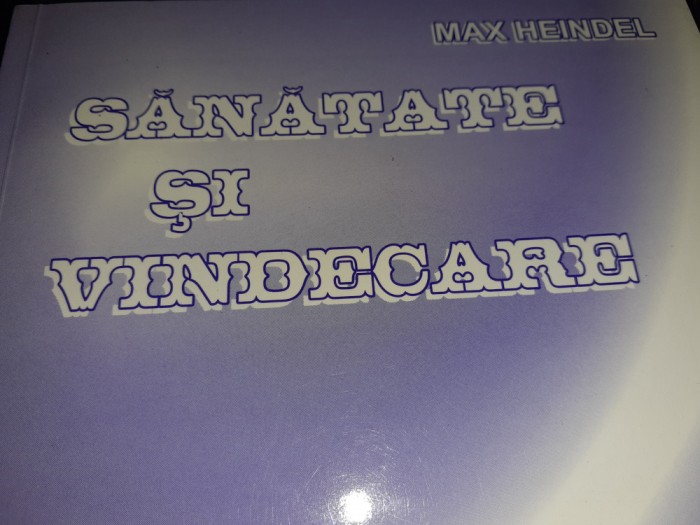 MAX HEINDEL
SĂNĂTATE
ŞI
VINDECARE